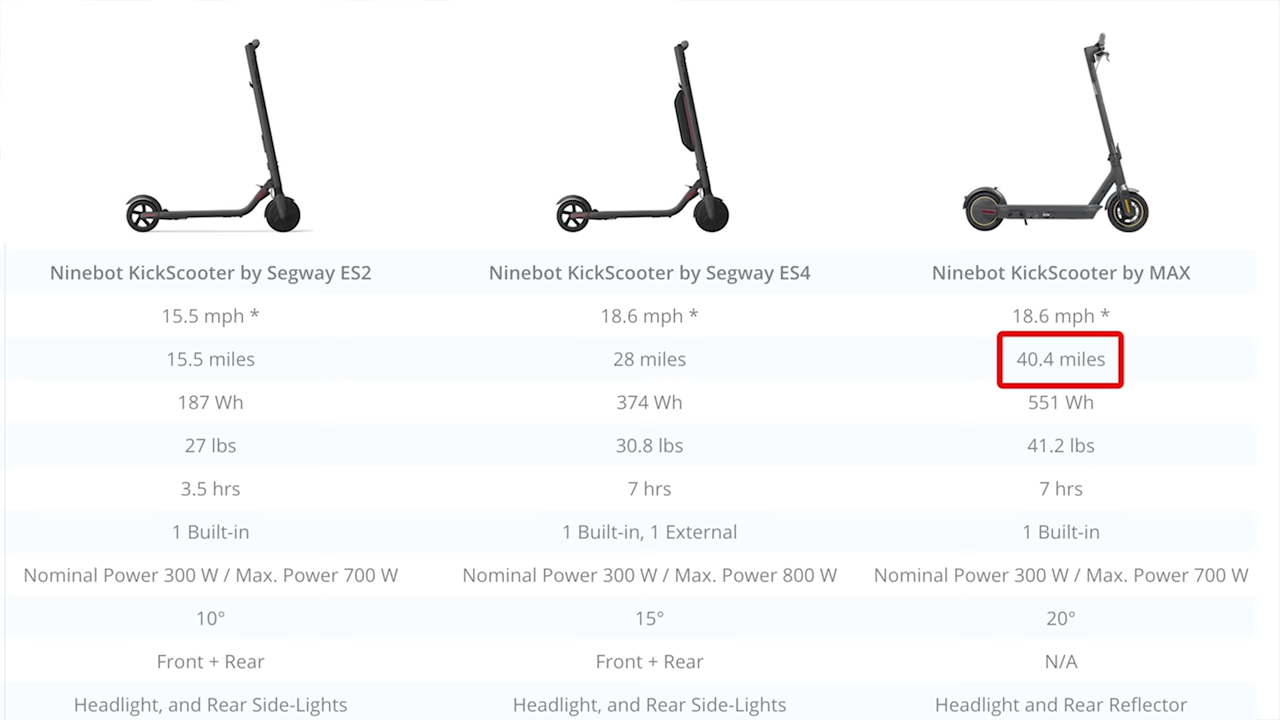 Ninebot KickScooter by Segway ES2 Ninebot KickScooter by Segway ES4 Ninebot KickScooter by MAX
15.5 mph * 18.6 mph * 18.6 mph *
15.5 miles 28 miles 40.4 miles
187 Wh 374 Wh 551 Wh
27 lbs 30.8 lbs 41.2 lbs
3.5 hrs 7 hrs 7 hrs
1 Built-in 1 Built-in, 1 External 1 Built-in
Nominal Power 300 W / Max. Power 700 W Nominal Power 300 W / Max. Power 800 W Nominal Power 300 W / Max. Power 700 W
10° 15° 20°
Front + Rear Front + Rear N/A
Headlight, and Rear Side-Lights Headlight, and Rear Side-Lights Headlight and Rear Reflector